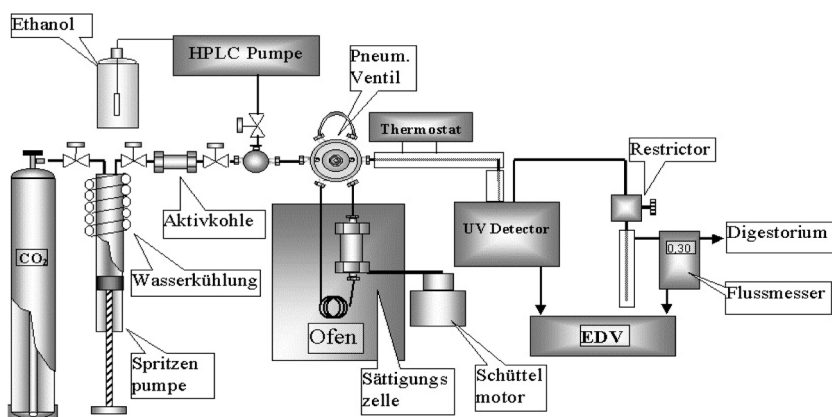 Ethanol
HPLC Pumpe
Pneum.
Ventil
Thermostat
Restrictor
Aktivkohle
UV Detector
Digestorium
0,30
CO₂
Wasserkühlung
Flussmesser
Ofen
EDV
Spritzen
pumpe
Sättigungs
zelle
Schüttel
motor